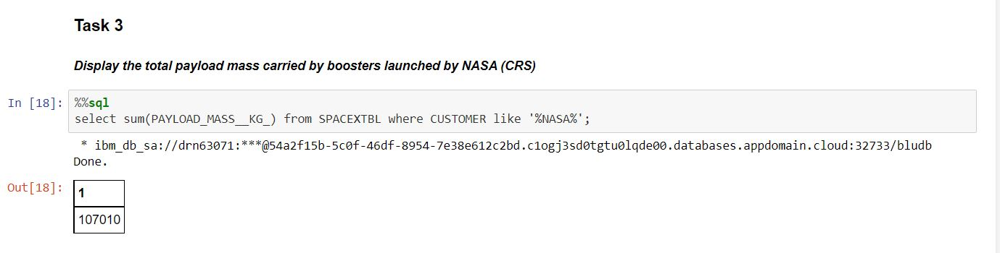 Task 3
Display the total payload mass carried by boosters launched by NASA (CRS)
In [18]: %%sql
select sum(PAYLOAD_MASS__KG_) from SPACEXTBL where CUSTOMER like '%NASA%';
* ibm_db_sa://drn63071:***@54a2f15b-5c0f-46df-8954-7e38e612c2bd.c1ogj3sd0tgtu0lqde00.databases.appdomain.cloud:32733/bludb
Done.
Out[18]: 1
107010